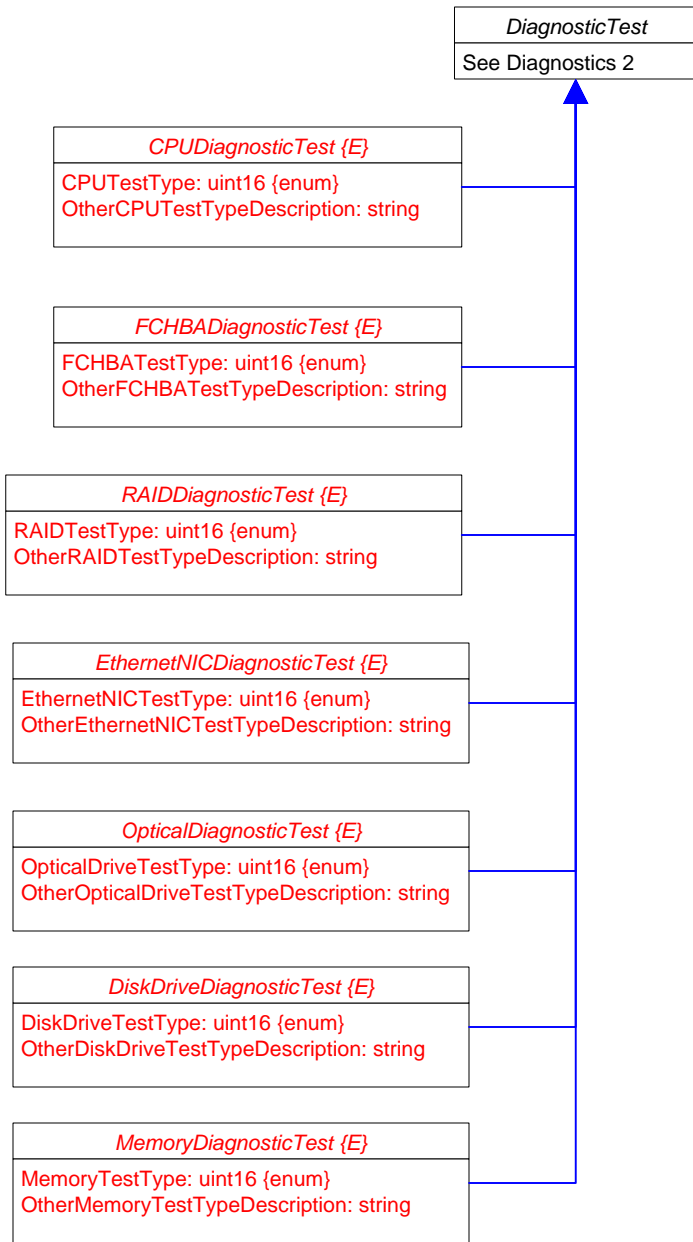 DiagnosticTest
See Diagnostics 2
CPUDiagnosticTest {E}
CPUTestType: uint16 {enum}
OtherCPUTestTypeDescription: string
FCHBADiagnosticTest {E}
FCHBATestType: uint16 {enum}
OtherFCHBATestTypeDescription: string
RAIDDiagnosticTest {E}
RAIDTestType: uint16 {enum}
OtherRAIDTestTypeDescription: string
EthernetNICDiagnosticTest {E}
EthernetNICTestType: uint16 {enum}
OtherEthernetNICTestTypeDescription: string
OpticalDiagnosticTest {E}
OpticalDriveTestType: uint16 {enum}
OtherOpticalDriveTestTypeDescription: string
DiskDriveDiagnosticTest {E}
DiskDriveTestType: uint16 {enum}
OtherDiskDriveTestTypeDescription: string
MemoryDiagnosticTest {E}
MemoryTestType: uint16 {enum}
OtherMemoryTestTypeDescription: string